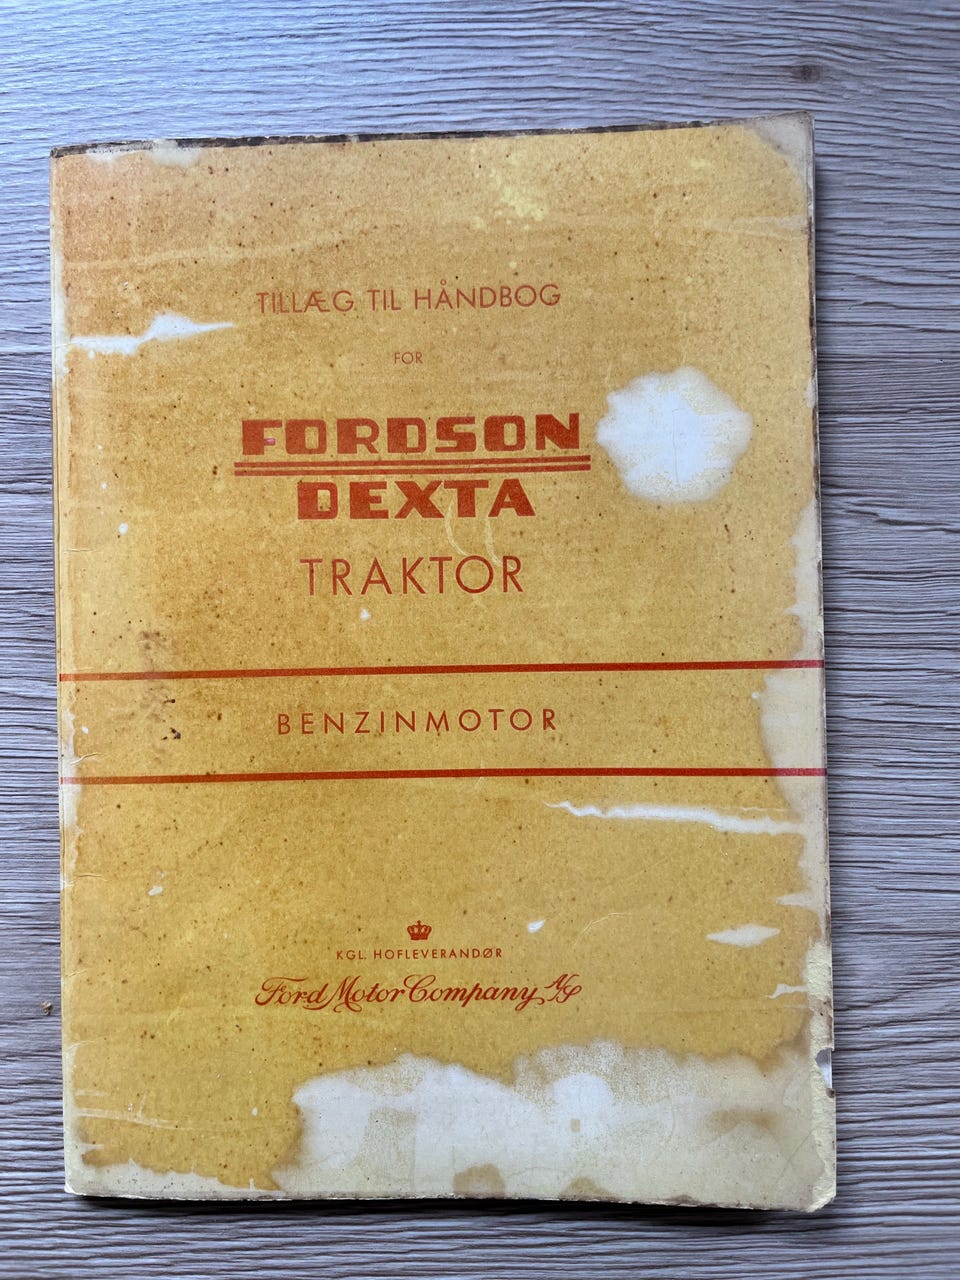 TILLÆG TIL HÅNDBOG
FOR
FORDSON
DEXTA
TRAKTOR
BENZINMOTOR
KGL. HOFLEVERANDØR
Ford Motor Company A/S